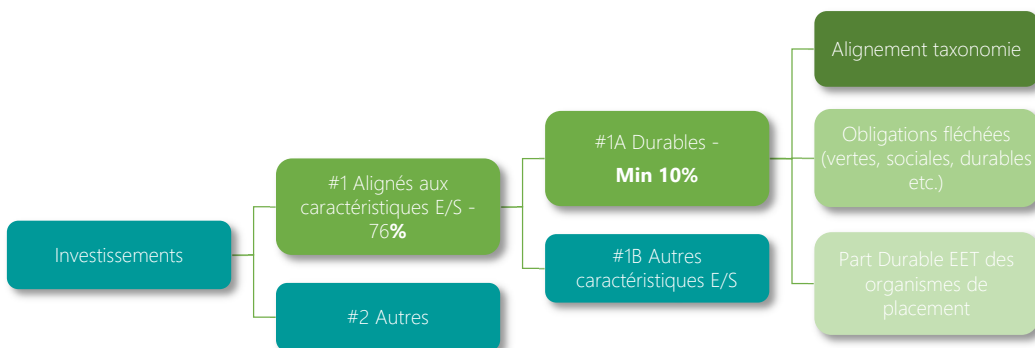 Investissements
#1 Alignés aux
caractéristiques E/S -
76%
#2 Autres
#1A Durables -
Min 10%
#1B Autres
caractéristiques E/S
Alignement taxonomie
Obligations fléchées
(vertes, sociales, durables
etc.)
Part Durable EET des
organismes de
placement